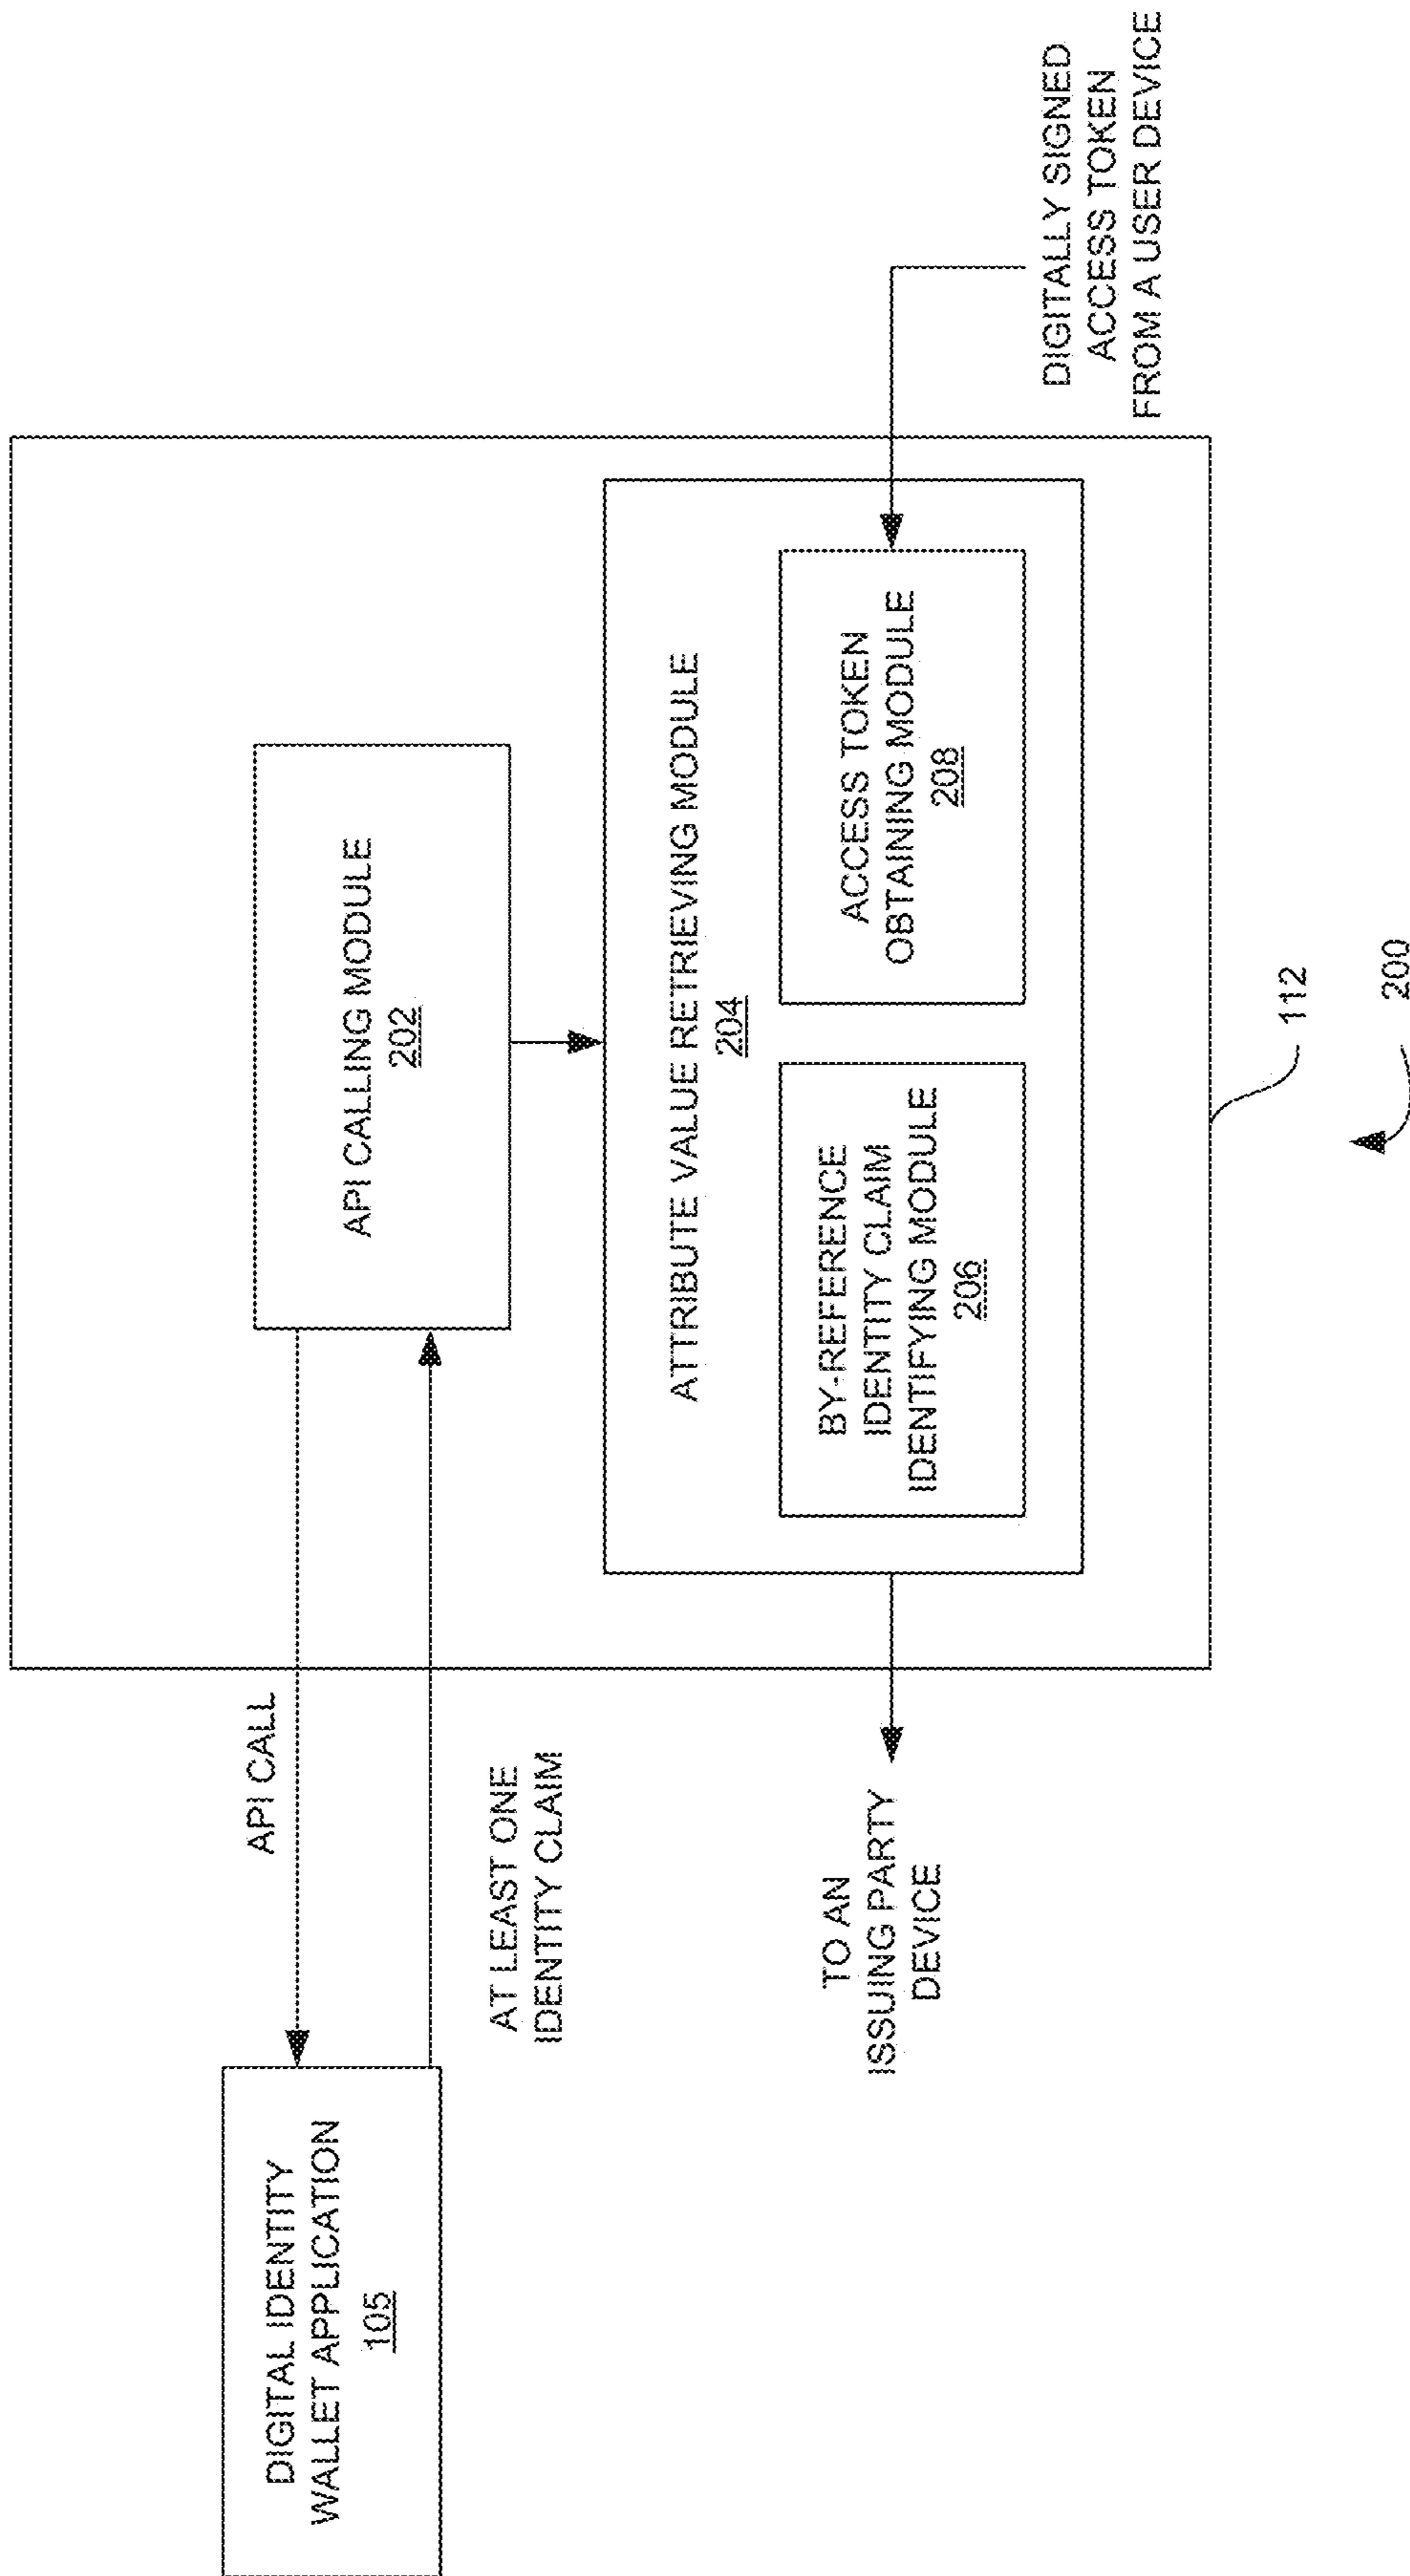 DIGITAL IDENTITY
WALLET APPLICATION
105
API CALL
AT LEAST ONE
IDENTITY CLAIM
API CALLING MODULE
202
ATTRIBUTE VALUE RETRIEVING MODULE
204
BY-REFERENCE
IDENTITY CLAIM
IDENTIFYING MODULE
206
ACCESS TOKEN
OBTAINING MODULE
208
TO AN
ISSUING PARTY
DEVICE
DIGITALLY SIGNED
ACCESS TOKEN
FROM A USER DEVICE
112
200